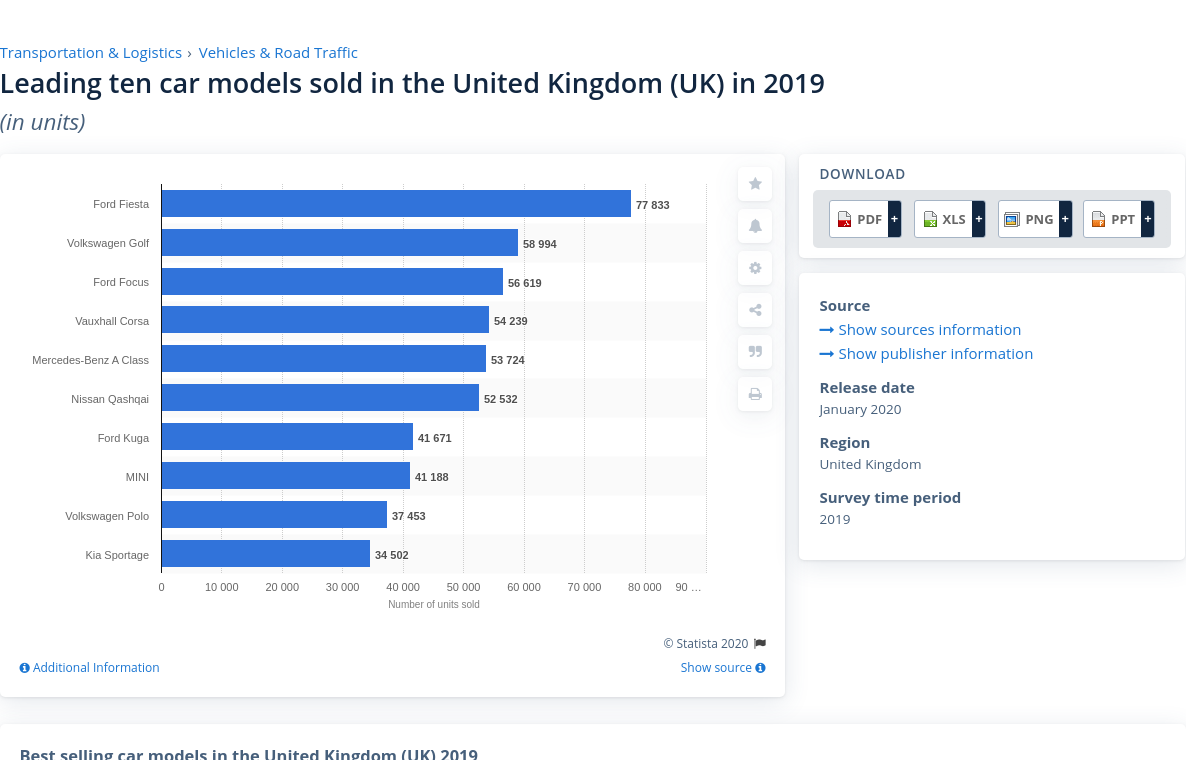 Transportation & Logistics › Vehicles & Road Traffic
Leading ten car models sold in the United Kingdom (UK) in 2019
(in units)
Ford Fiesta 77 833
Volkswagen Golf 58 994
Ford Focus 56 619
Vauxhall Corsa 54 239
Mercedes-Benz A Class 53 724
Nissan Qashqai 52 532
Ford Kuga 41 671
MINI 41 188
Volkswagen Polo 37 453
Kia Sportage 34 502
0 10 000 20 000 30 000 40 000 50 000 60 000 70 000 80 000 90 …
Number of units sold
© Statista 2020
Additional Information
Show source
DOWNLOAD
PDF + XLS + PNG + PPT +
Source
Show sources information
Show publisher information
Release date
January 2020
Region
United Kingdom
Survey time period
2019
Best selling car models in the United Kingdom (UK) 2019